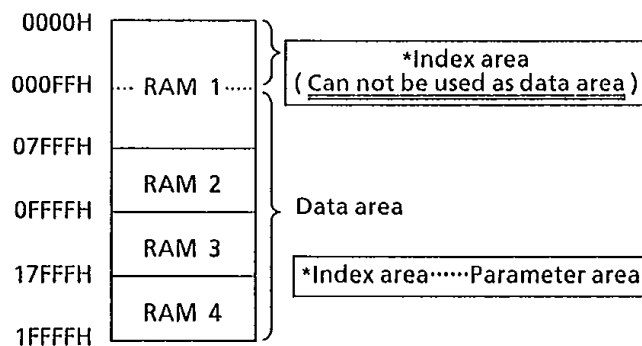 0000H
*Index area
( Can not be used as data area )
000FFH
RAM 1
07FFFH
RAM 2
0FFFFH
Data area
RAM 3
17FFFH
*Index area……Parameter area
RAM 4
1FFFFH